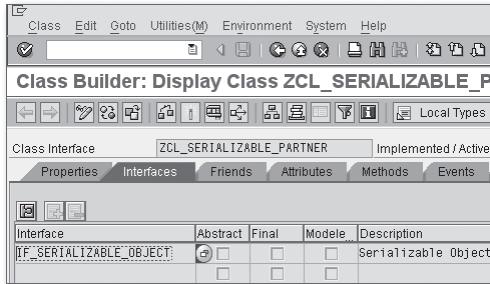 Class Edit Goto Utilities(M) Environment System Help
Class Builder: Display Class ZCL_SERIALIZABLE_P
Local Types
Class Interface ZCL_SERIALIZABLE_PARTNER Implemented / Active
Properties Interfaces Friends Attributes Methods Events
Interface Abstract Final Modele... Description
IF_SERIALIZABLE_OBJECT Serializable Object